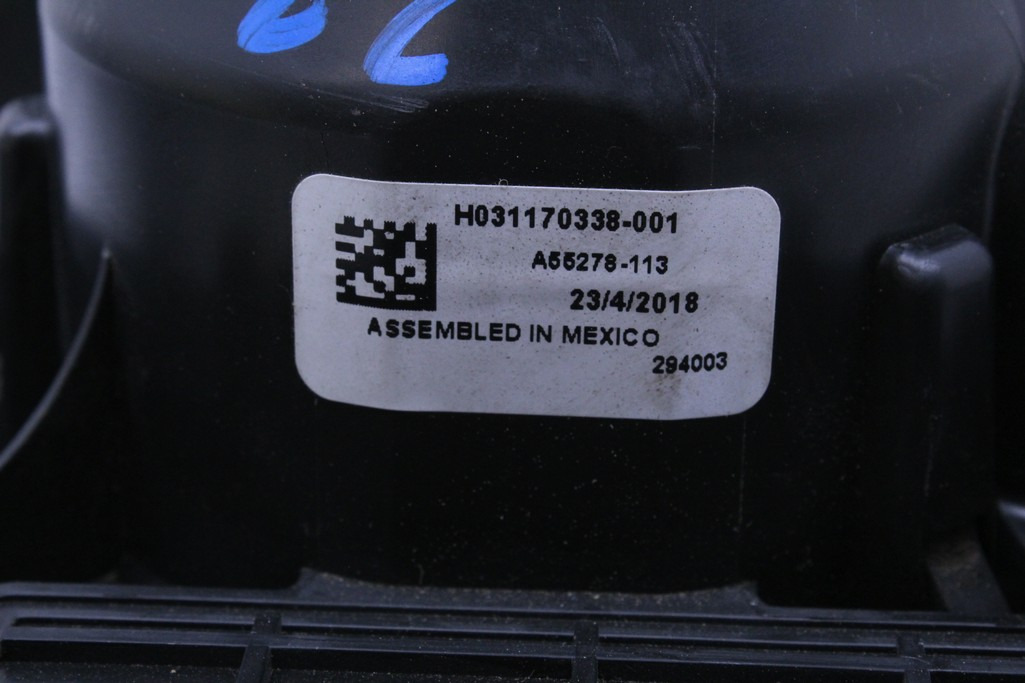 H031170338-001
A55278-113
23/4/2018
ASSEMBLED IN MEXICO
294003